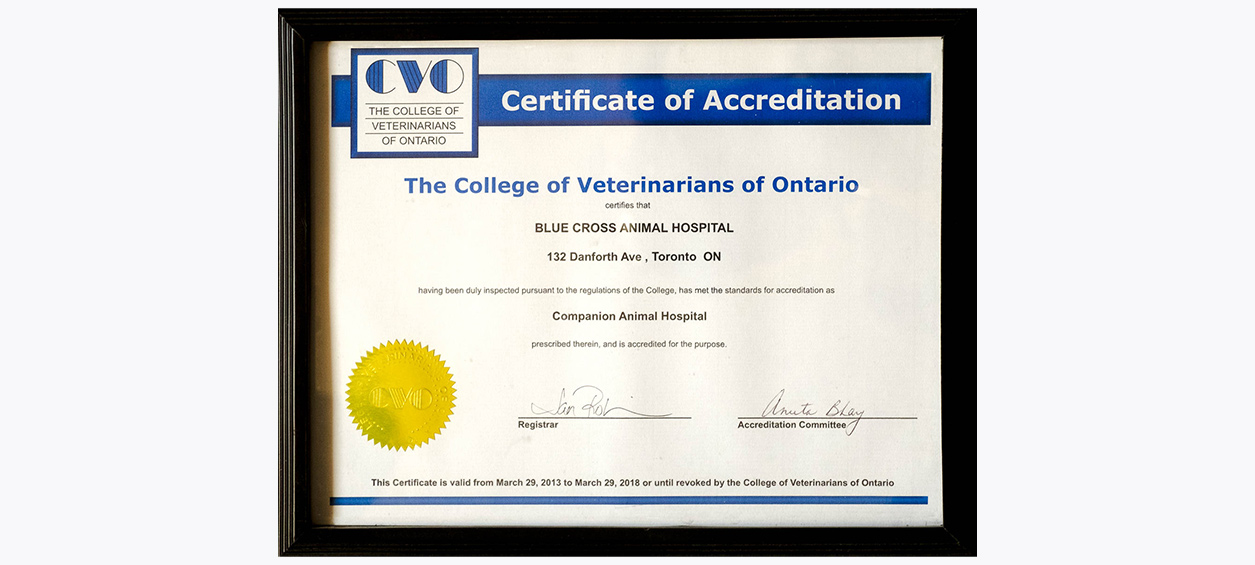 CVO
THE COLLEGE OF
VETERINARIANS
OF ONTARIO
Certificate of Accreditation
The College of Veterinarians of Ontario
certifies that
BLUE CROSS ANIMAL HOSPITAL
132 Danforth Ave , Toronto ON
having been duly inspected pursuant to the regulations of the College, has met the standards for accreditation as
Companion Animal Hospital
prescribed therein, and is accredited for the purpose.
CVO
Anita Bhay
Registrar
Accreditation Committee
This Certificate is valid from March 29, 2013 to March 29, 2018 or until revoked by the College of Veterinarians of Ontario